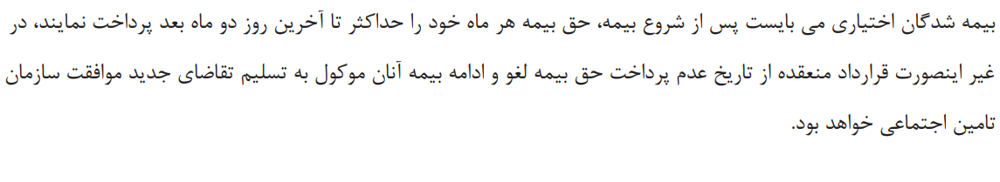 بیمه شدگان اختیاری می بایست پس از شروع بیمه، حق بیمه هر ماه خود را حداکثر تا آخرین روز دو ماه بعد پرداخت نمایند، در
غیر اینصورت قرارداد منعقده از تاریخ عدم پرداخت حق بیمه لغو و ادامه بیمه آنان موکول به تسلیم تقاضای جدید موافقت سازمان
تامین اجتماعی خواهد بود.